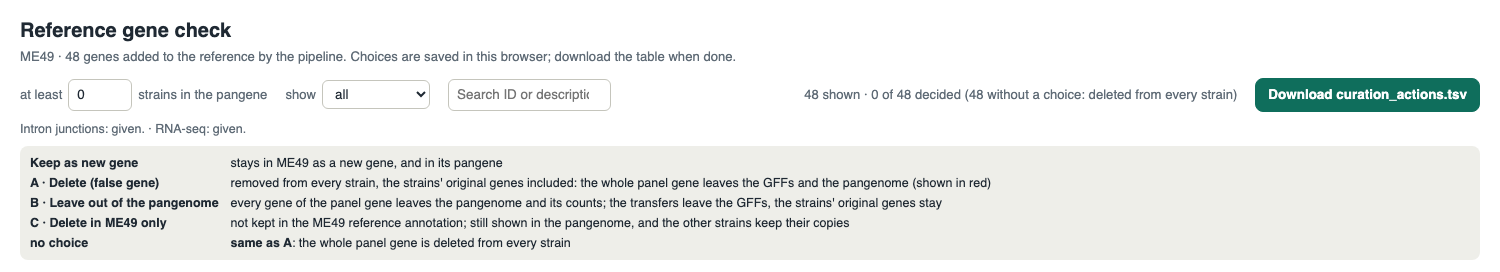 Reference gene check
ME49 · 48 genes added to the reference by the pipeline. Choices are saved in this browser; download the table when done.
at least 0 strains in the pangene show all Search ID or descriptic 48 shown · 0 of 48 decided (48 without a choice: deleted from every strain) Download curation_actions.tsv
Intron junctions: given. · RNA-seq: given.
Keep as new gene stays in ME49 as a new gene, and in its pangene
A · Delete (false gene) removed from every strain, the strains' original genes included: the whole panel gene leaves the GFFs and the pangenome (shown in red)
B · Leave out of the pangenome every gene of the panel gene leaves the pangenome and its counts; the transfers leave the GFFs, the strains' original genes stay
C · Delete in ME49 only not kept in the ME49 reference annotation; still shown in the pangenome, and the other strains keep their copies
no choice same as A: the whole panel gene is deleted from every strain